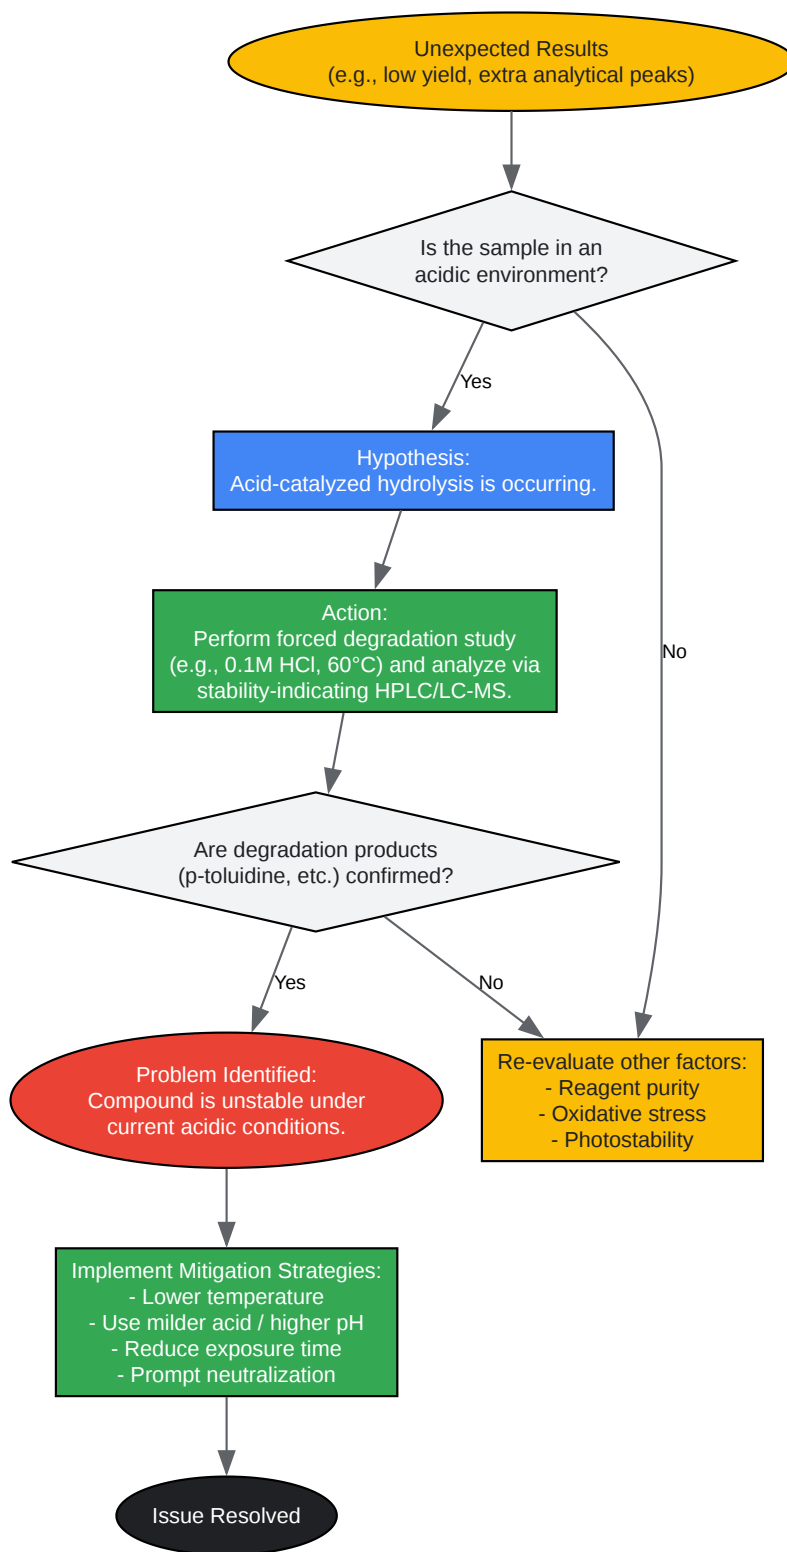 Unexpected Results
(e.g., low yield, extra analytical peaks)
Is the sample in an
acidic environment?
Yes
Hypothesis:
Acid-catalyzed hydrolysis is occurring.
Action:
Perform forced degradation study
(e.g., 0.1M HCl, 60°C) and analyze via
stability-indicating HPLC/LC-MS.
No
Are degradation products
(p-toluidine, etc.) confirmed?
Yes
No
Problem Identified:
Compound is unstable under
current acidic conditions.
Re-evaluate other factors:
- Reagent purity
- Oxidative stress
- Photostability
Implement Mitigation Strategies:
- Lower temperature
- Use milder acid / higher pH
- Reduce exposure time
- Prompt neutralization
Issue Resolved